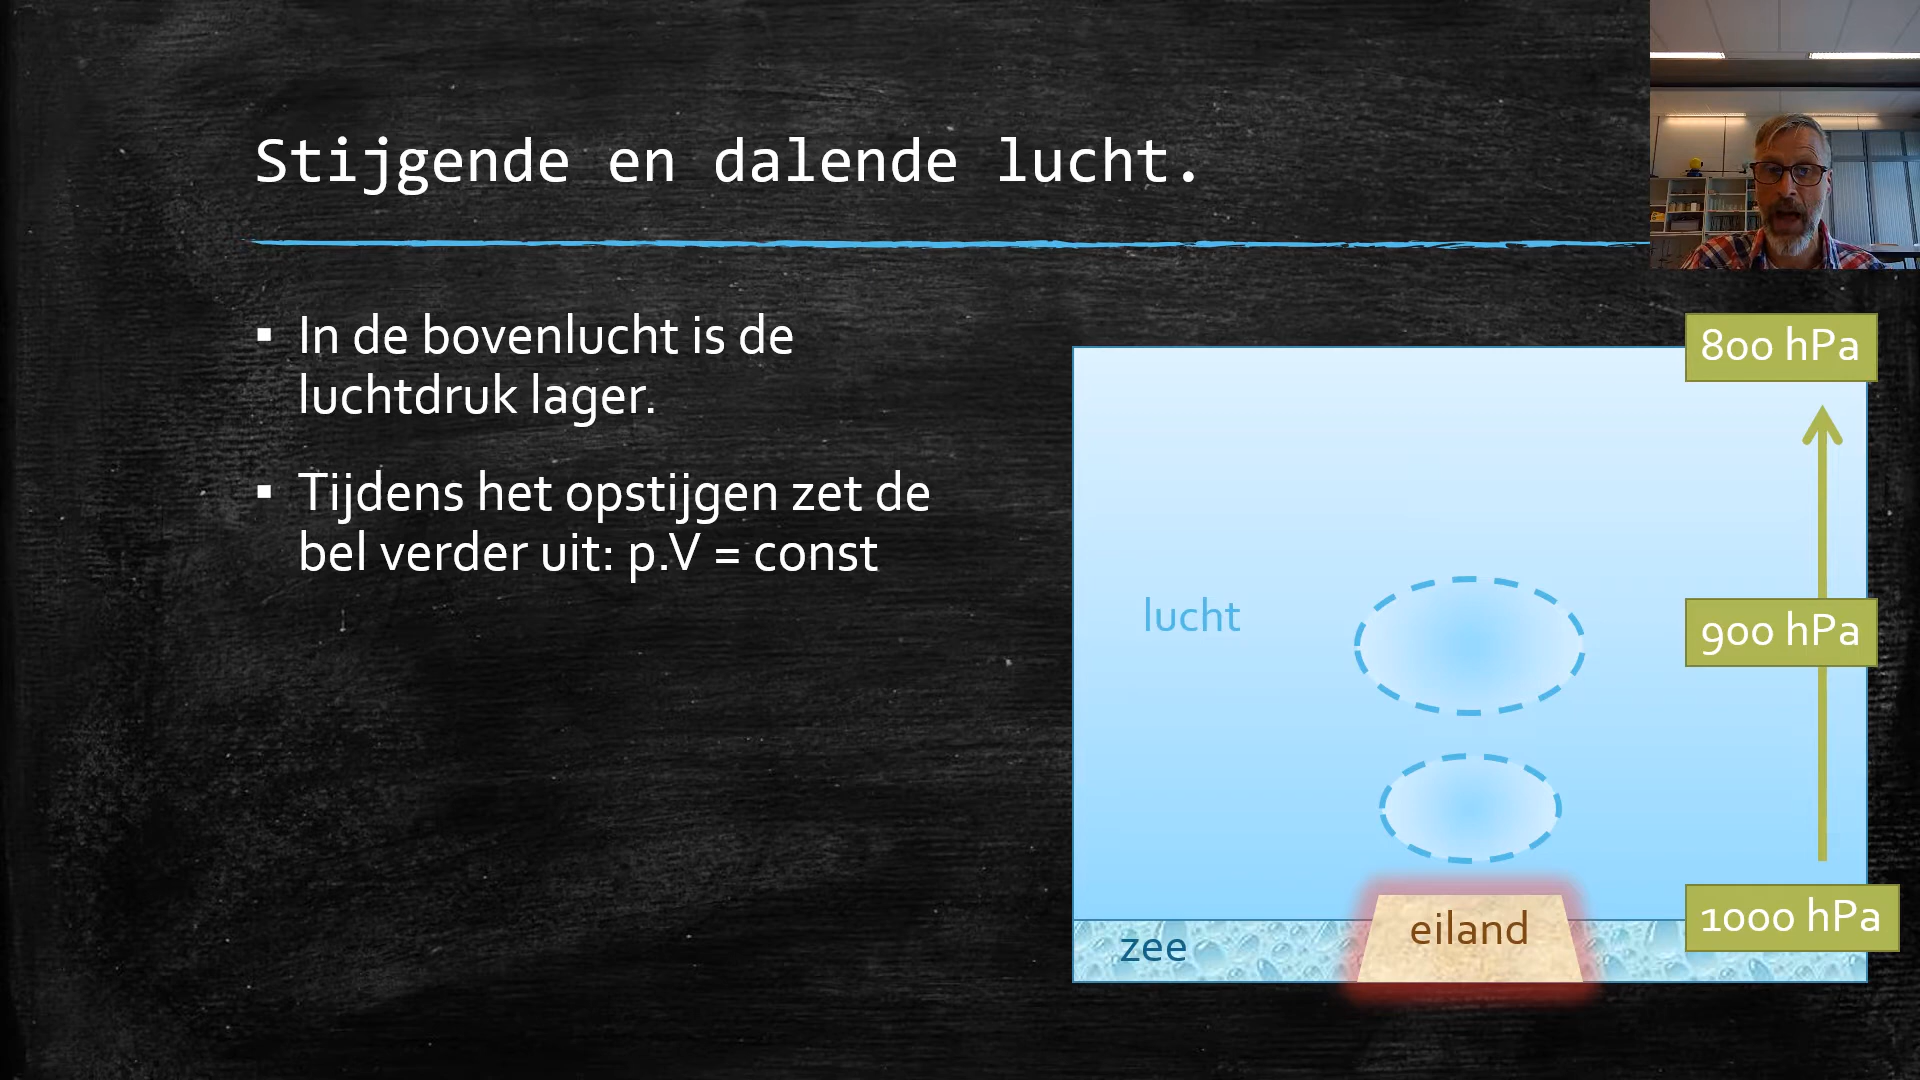 Stijgende en dalende lucht.
▪ In de bovenlucht is de
luchtdruk lager.
▪ Tijdens het opstijgen zet de
bel verder uit: p.V = const
800 hPa
lucht
900 hPa
eiland
1000 hPa
zee